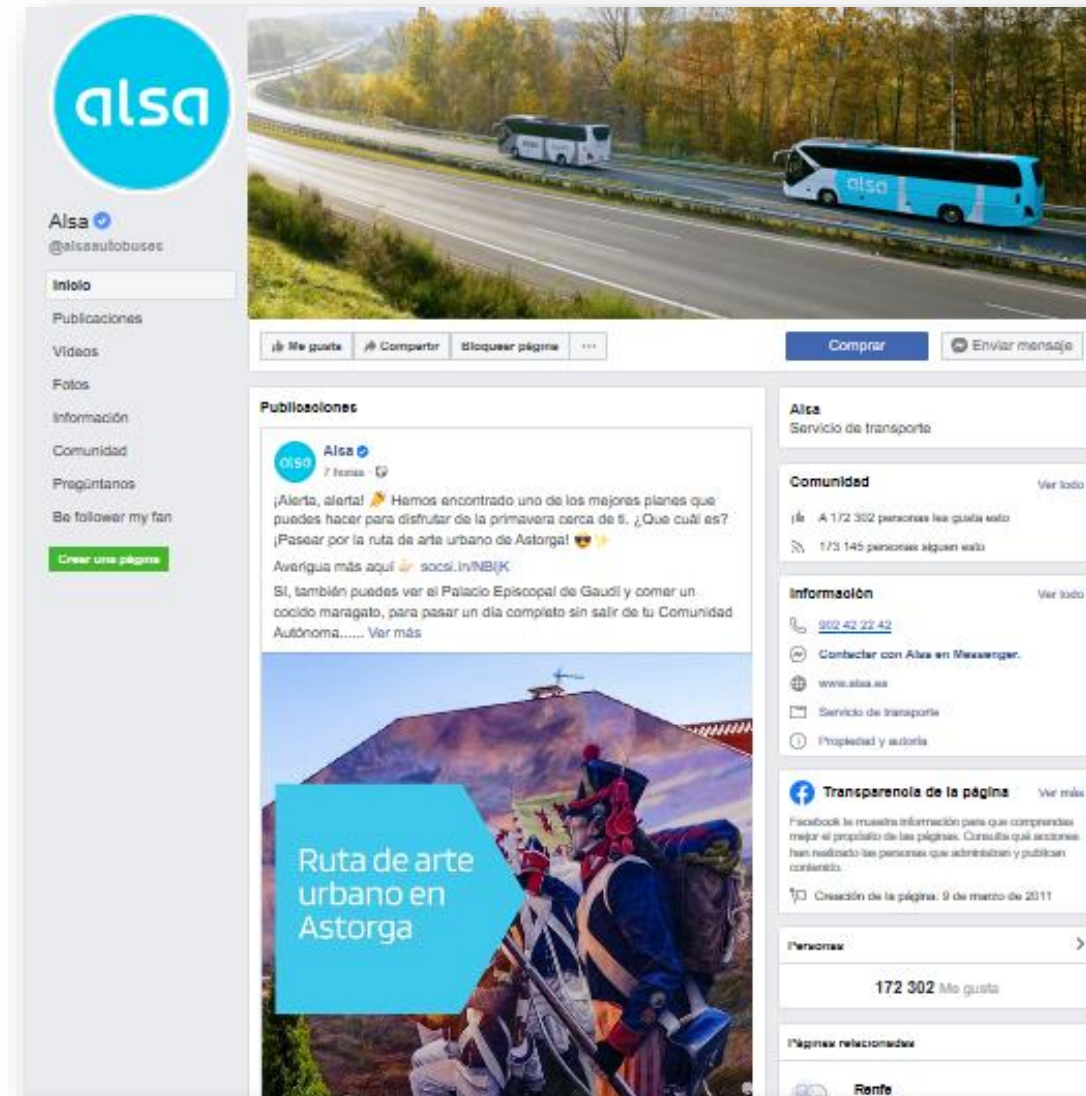 alsa
Alsa
@alsaautobuses
Inicio
Publicaciones
Vídeos
Fotos
Información
Comunidad
Pregúntanos
Be follower my fan
Crear una página
alsa
Me gusta
Compartir
Bloquear página
...
Comprar
Enviar mensaje
Publicaciones
alsa
Alsa
7 horas ·
¡Alerta, alerta! 🎉 Hemos encontrado uno de los mejores planes que
puedes hacer para disfrutar de la primavera cerca de ti. ¿Que cuál es?
¡Pasear por la ruta de arte urbano de Astorga! 😎✨
Averigua más aquí 👉 socsi.in/NBIjK
Sí, también puedes ver el Palacio Episcopal de Gaudí y comer un
cocido maragato, para pasar un día completo sin salir de tu Comunidad
Autónoma...... Ver más
Ruta de arte
urbano en
Astorga
Alsa
Servicio de transporte
Comunidad Ver todo
A 172 302 personas les gusta esto
173 145 personas siguen esto
Información Ver todo
902 42 22 42
Contactar con Alsa en Messenger.
www.alsa.es
Servicio de transporte
Propiedad y autoría
Transparencia de la página Ver más
Facebook te muestra información para que comprendas
mejor el propósito de las páginas. Consulta qué acciones
han realizado las personas que administran y publican
contenido.
Creación de la página: 9 de marzo de 2011
Personas >
172 302 Me gusta
Páginas relacionadas
Renfe